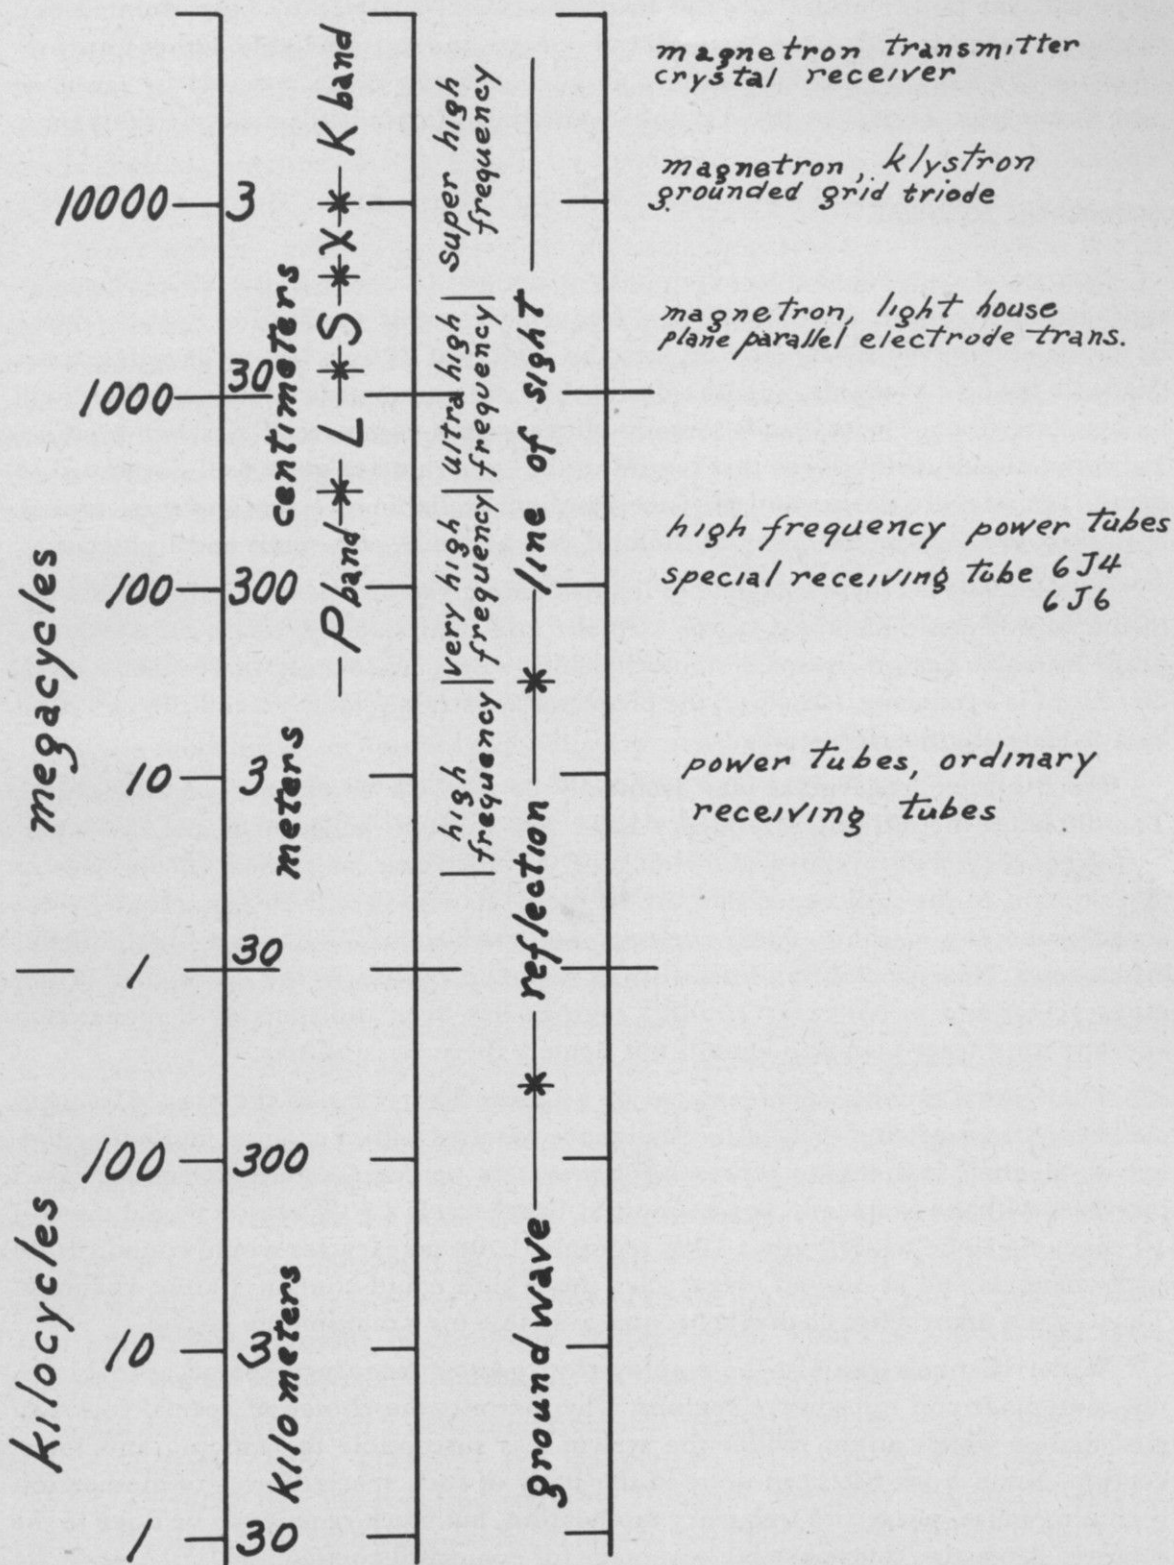 magnetron transmitter
crystal receiver
magnetron, klystron
grounded grid triode
magnetron, light house
plane parallel electrode trans.
high frequency power tubes
special receiving tube 6J4
6J6
power tubes, ordinary
receiving tubes
megacycles
10000
1000
100
10
1
kilocycles
100
10
1
centimeters
3
30
300
meters
3
30
300
kilometers
3
30
P band * L * S * X * K band
high
frequency
very high
frequency
ultra high
frequency
super high
frequency
ground wave * reflection * line of sight